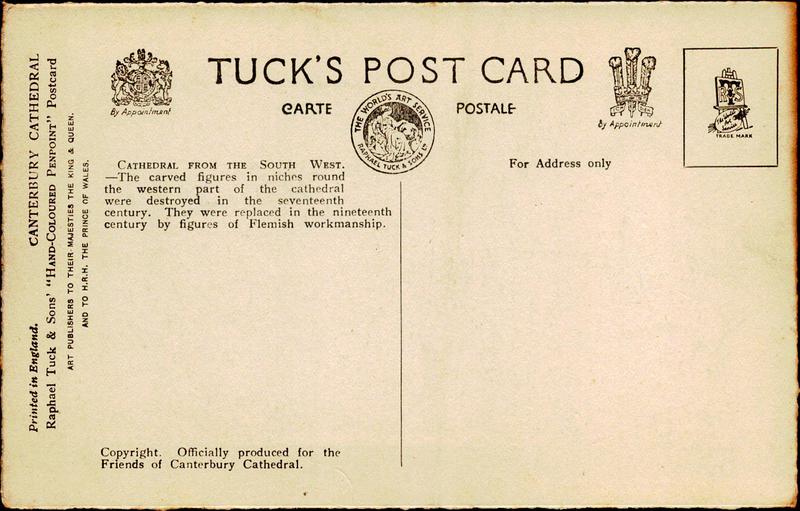 TUCK'S POST CARD
CARTE POSTALE
By Appointment
THE WORLD'S ART SERVICE
RAPHAEL TUCK & SONS LD
By Appointment
TRADE MARK
For Address only
CATHEDRAL FROM THE SOUTH WEST.
—The carved figures in niches round
the western part of the cathedral
were destroyed in the seventeenth
century. They were replaced in the nineteenth
century by figures of Flemish workmanship.
Copyright. Officially produced for the
Friends of Canterbury Cathedral.
Printed in England. CANTERBURY CATHEDRAL
Raphael Tuck & Sons' "HAND-COLOURED PENPOINT" Postcard
ART PUBLISHERS TO THEIR MAJESTIES THE KING & QUEEN.
AND TO H.R.H. THE PRINCE OF WALES.